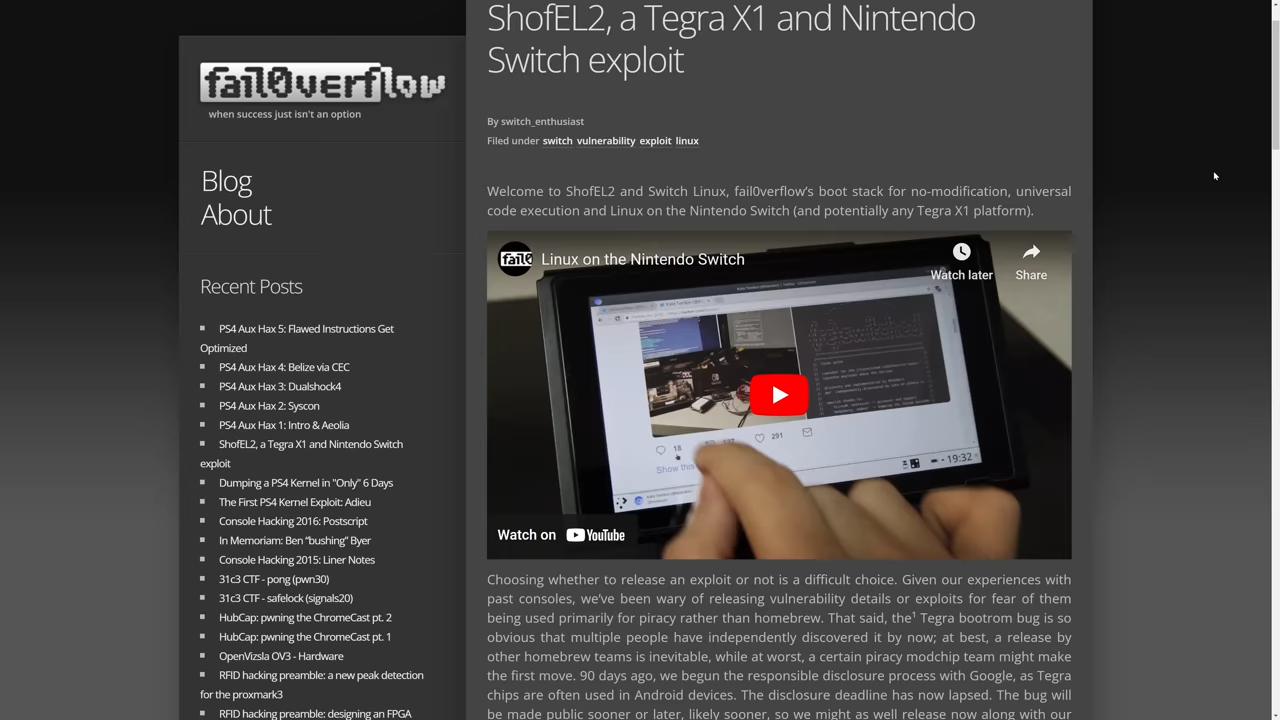 fail0verflow
when success just isn't an option
Blog
About
Recent Posts
PS4 Aux Hax 5: Flawed Instructions Get
Optimized
PS4 Aux Hax 4: Belize via CEC
PS4 Aux Hax 3: Dualshock4
PS4 Aux Hax 2: Syscon
PS4 Aux Hax 1: Intro & Aeolia
ShofEL2, a Tegra X1 and Nintendo Switch
exploit
Dumping a PS4 Kernel in "Only" 6 Days
The First PS4 Kernel Exploit: Adieu
Console Hacking 2016: Postscript
In Memoriam: Ben “bushing” Byer
Console Hacking 2015: Liner Notes
31c3 CTF - pong (pwn30)
31c3 CTF - safelock (signals20)
HubCap: pwning the ChromeCast pt. 2
HubCap: pwning the ChromeCast pt. 1
OpenVizsla OV3 - Hardware
RFID hacking preamble: a new peak detection
for the proxmark3
RFID hacking preamble: designing an FPGA
ShofEL2, a Tegra X1 and Nintendo
Switch exploit
By switch_enthusiast
Filed under switch vulnerability exploit linux
Welcome to ShofEL2 and Switch Linux, fail0verflow’s boot stack for no-modification, universal
code execution and Linux on the Nintendo Switch (and potentially any Tegra X1 platform).
fail0
Linux on the Nintendo Switch
Watch later
Share
18
291
Show this
19:32
Watch on YouTube
Choosing whether to release an exploit or not is a difficult choice. Given our experiences with
past consoles, we’ve been wary of releasing vulnerability details or exploits for fear of them
being used primarily for piracy rather than homebrew. That said, the¹ Tegra bootrom bug is so
obvious that multiple people have independently discovered it by now; at best, a release by
other homebrew teams is inevitable, while at worst, a certain piracy modchip team might make
the first move. 90 days ago, we begun the responsible disclosure process with Google, as Tegra
chips are often used in Android devices. The disclosure deadline has now lapsed. The bug will
be made public sooner or later, likely sooner, so we might as well release now along with our